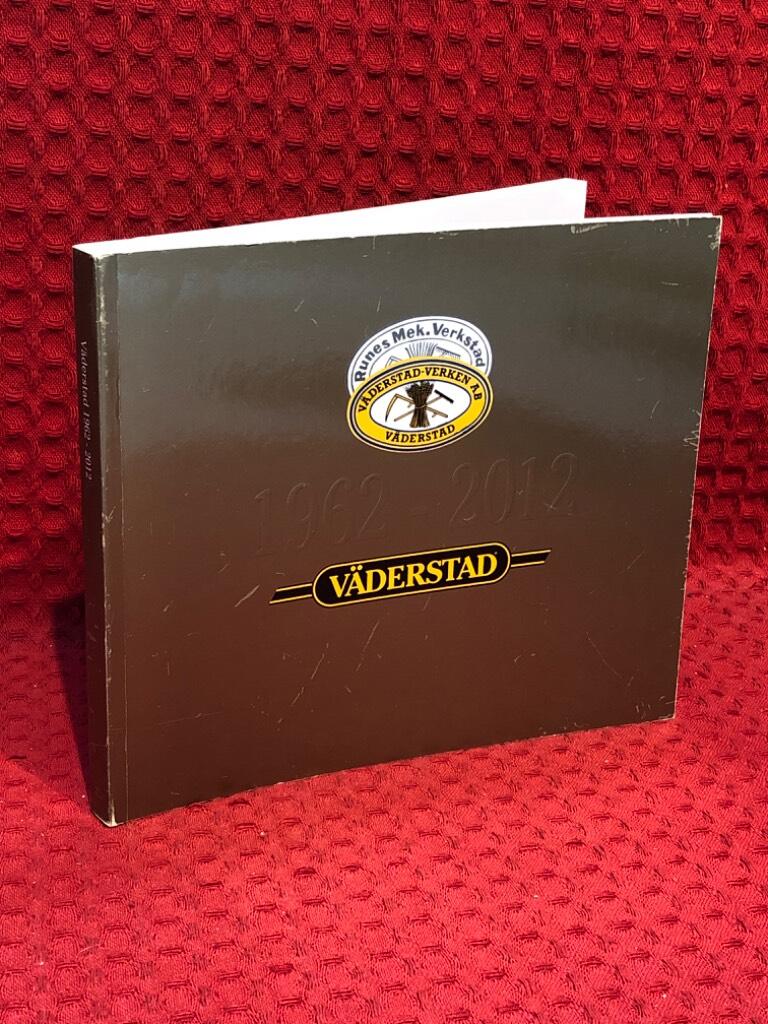 Runes Mek. Verkstad
VÄDERSTAD-VERKEN AB
VÄDERSTAD
1962 - 2012
VÄDERSTAD
Väderstad 1962 - 2012